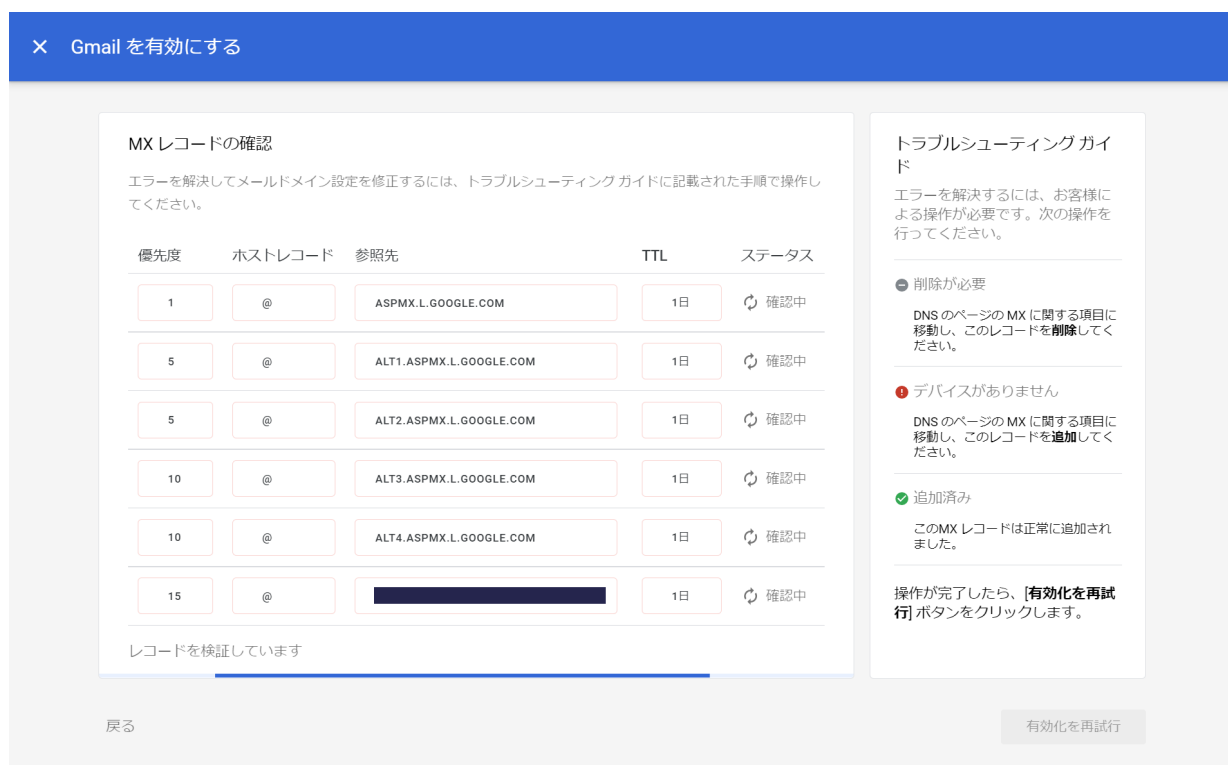 Gmail を有効にする
MX レコードの確認
エラーを解決してメールドメイン設定を修正するには、トラブルシューティング ガイドに記載された手順で操作し
てください。
優先度 ホストレコード 参照先 TTL ステータス
1 @ ASPMX.L.GOOGLE.COM 1日 確認中
5 @ ALT1.ASPMX.L.GOOGLE.COM 1日 確認中
5 @ ALT2.ASPMX.L.GOOGLE.COM 1日 確認中
10 @ ALT3.ASPMX.L.GOOGLE.COM 1日 確認中
10 @ ALT4.ASPMX.L.GOOGLE.COM 1日 確認中
15 @ 1日 確認中
レコードを検証しています
トラブルシューティング ガイ
ド
エラーを解決するには、お客様に
よる操作が必要です。次の操作を
行ってください。
削除が必要
DNS のページの MX に関する項目に
移動し、このレコードを削除してく
ださい。
デバイスがありません
DNS のページの MX に関する項目に
移動し、このレコードを追加してく
ださい。
追加済み
このMX レコードは正常に追加され
ました。
操作が完了したら、[有効化を再試
行] ボタンをクリックします。
戻る
有効化を再試行